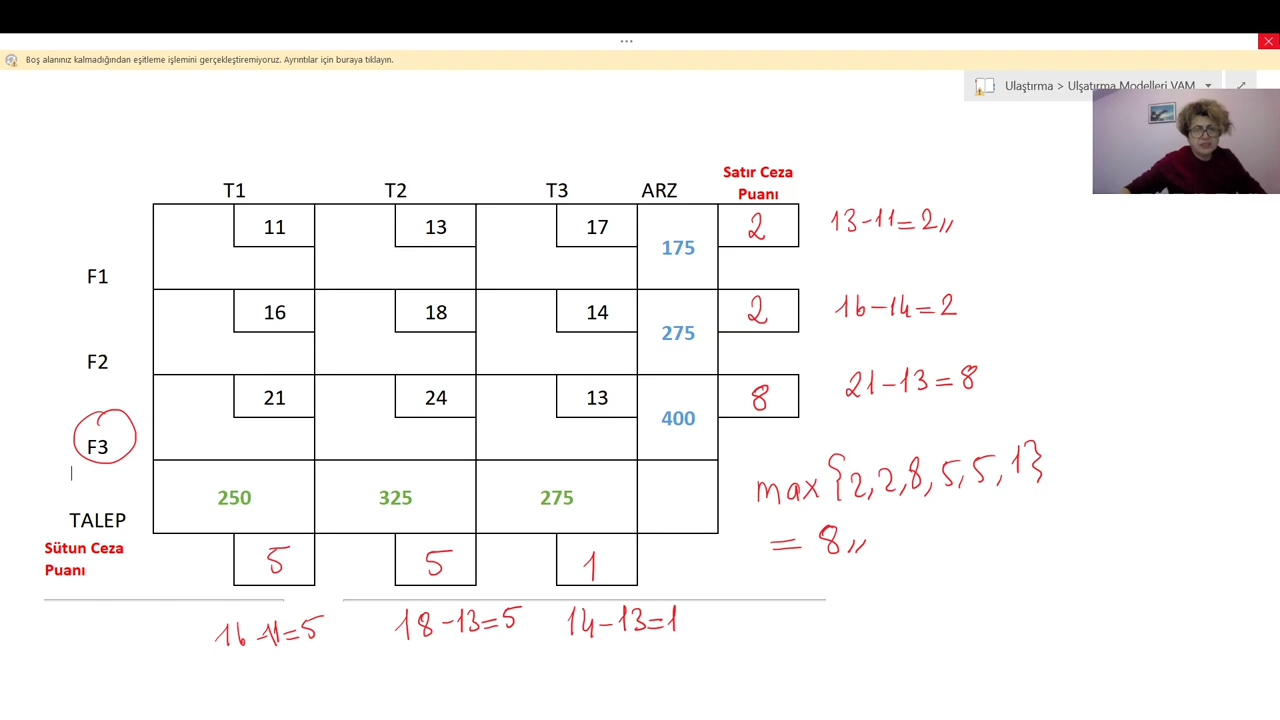 Boş alanınız kalmadığından eşitleme işlemini gerçekleştiremiyoruz. Ayrıntılar için buraya tıklayın.
Ulaştırma > Ulşatırma Modelleri VAM
Satır Ceza
Puanı
T1 T2 T3 ARZ
11 13 17 175 2 13-11=2,,
F1
16 18 14 275 2 16-14=2
F2
21 24 13 400 8 21-13=8
F3
max{2,2,8,5,5,1}
=8,,
250 325 275
TALEP
Sütun Ceza
Puanı
5 5 1
16-11=5 18-13=5 14-13=1